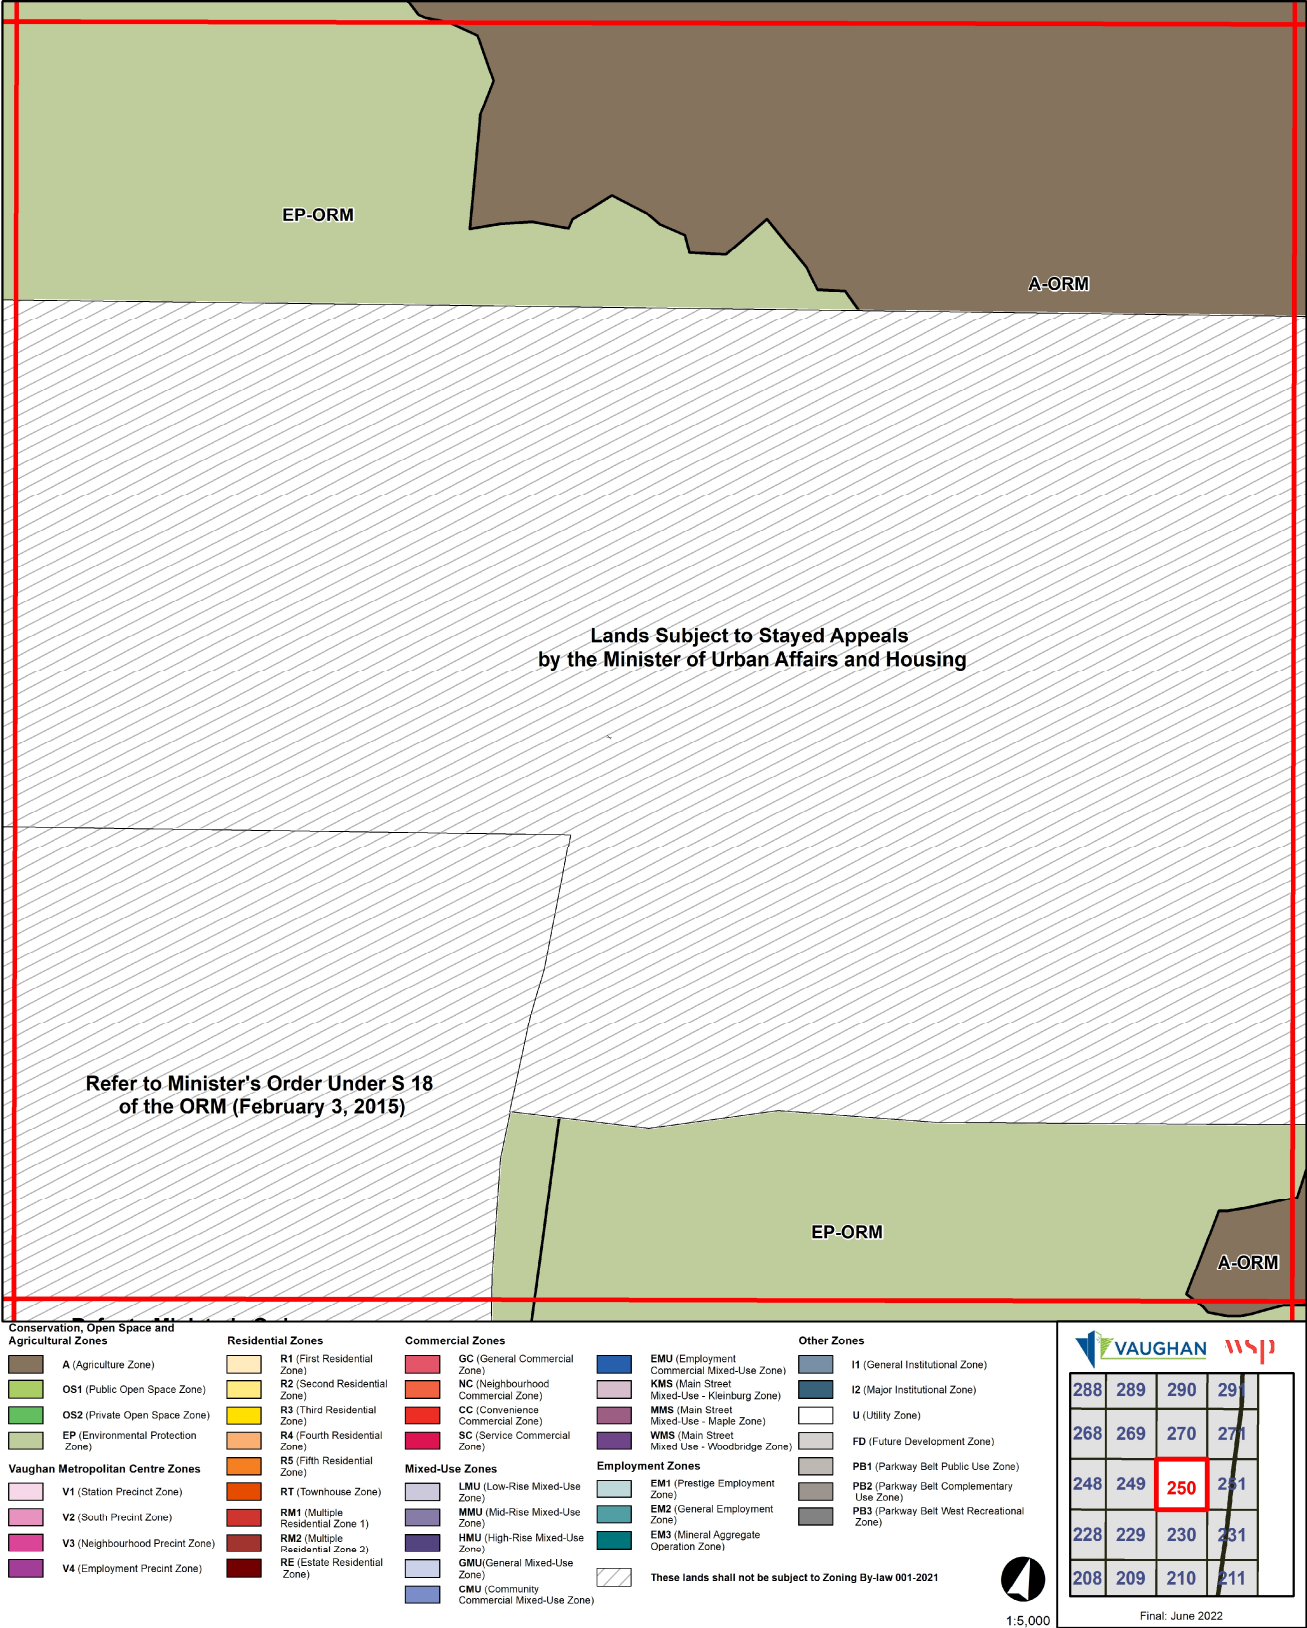 EP-ORM
A-ORM
Lands Subject to Stayed Appeals
by the Minister of Urban Affairs and Housing
Refer to Minister's Order Under S 18
of the ORM (February 3, 2015)
EP-ORM
A-ORM
Conservation, Open Space and
Agricultural Zones
A (Agriculture Zone)
OS1 (Public Open Space Zone)
OS2 (Private Open Space Zone)
EP (Environmental Protection
Zone)
Vaughan Metropolitan Centre Zones
V1 (Station Precinct Zone)
V2 (South Precint Zone)
V3 (Neighbourhood Precint Zone)
V4 (Employment Precint Zone)
Residential Zones
R1 (First Residential
Zone)
R2 (Second Residential
Zone)
R3 (Third Residential
Zone)
R4 (Fourth Residential
Zone)
R5 (Fifth Residential
Zone)
RT (Townhouse Zone)
RM1 (Multiple
Residential Zone 1)
RM2 (Multiple
Residential Zone 2)
RE (Estate Residential
Zone)
Commercial Zones
GC (General Commercial
Zone)
NC (Neighbourhood
Commercial Zone)
CC (Convenience
Commercial Zone)
SC (Service Commercial
Zone)
Mixed-Use Zones
LMU (Low-Rise Mixed-Use
Zone)
MMU (Mid-Rise Mixed-Use
Zone)
HMU (High-Rise Mixed-Use
Zone)
GMU(General Mixed-Use
Zone)
CMU (Community
Commercial Mixed-Use Zone)
EMU (Employment
Commercial Mixed-Use Zone)
KMS (Main Street
Mixed-Use - Kleinburg Zone)
MMS (Main Street
Mixed-Use - Maple Zone)
WMS (Main Street
Mixed Use - Woodbridge Zone)
Employment Zones
EM1 (Prestige Employment
Zone)
EM2 (General Employment
Zone)
EM3 (Mineral Aggregate
Operation Zone)
These lands shall not be subject to Zoning By-law 001-2021
Other Zones
I1 (General Institutional Zone)
I2 (Major Institutional Zone)
U (Utility Zone)
FD (Future Development Zone)
PB1 (Parkway Belt Public Use Zone)
PB2 (Parkway Belt Complementary
Use Zone)
PB3 (Parkway Belt West Recreational
Zone)
1:5,000
VAUGHAN wsp
288 289 290 291
268 269 270 271
248 249 250 251
228 229 230 231
208 209 210 211
Final: June 2022